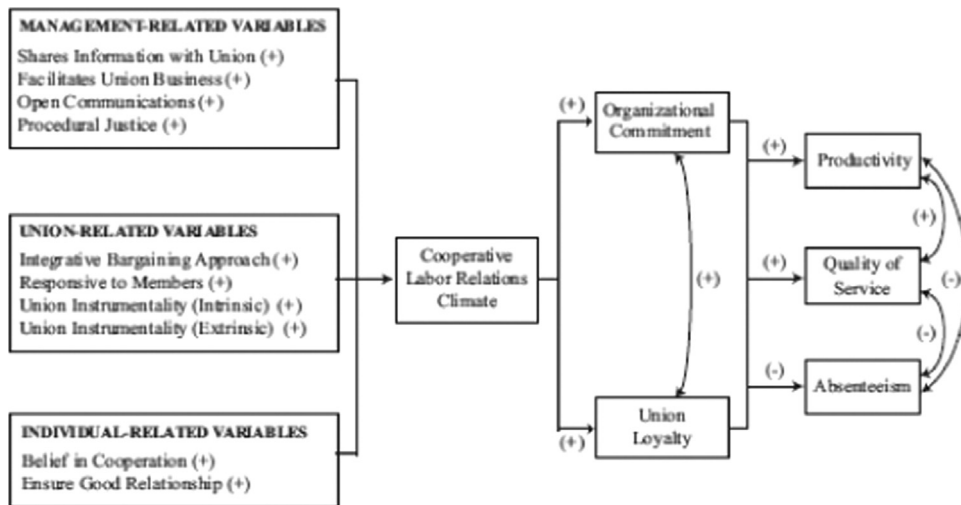 MANAGEMENT-RELATED VARIABLES
Shares Information with Union (+)
Facilitates Union Business (+)
Open Communications (+)
Procedural Justice (+)
UNION-RELATED VARIABLES
Integrative Bargaining Approach (+)
Responsive to Members (+)
Union Instrumentality (Intrinsic) (+)
Union Instrumentality (Extrinsic) (+)
INDIVIDUAL-RELATED VARIABLES
Belief in Cooperation (+)
Ensure Good Relationship (+)
Cooperative
Labor Relations
Climate
(+)
(+)
Organizational
Commitment
(+)
Union
Loyalty
(+)
(+)
(-)
Productivity
Quality of
Service
Absenteeism
(+)
(-)
(-)